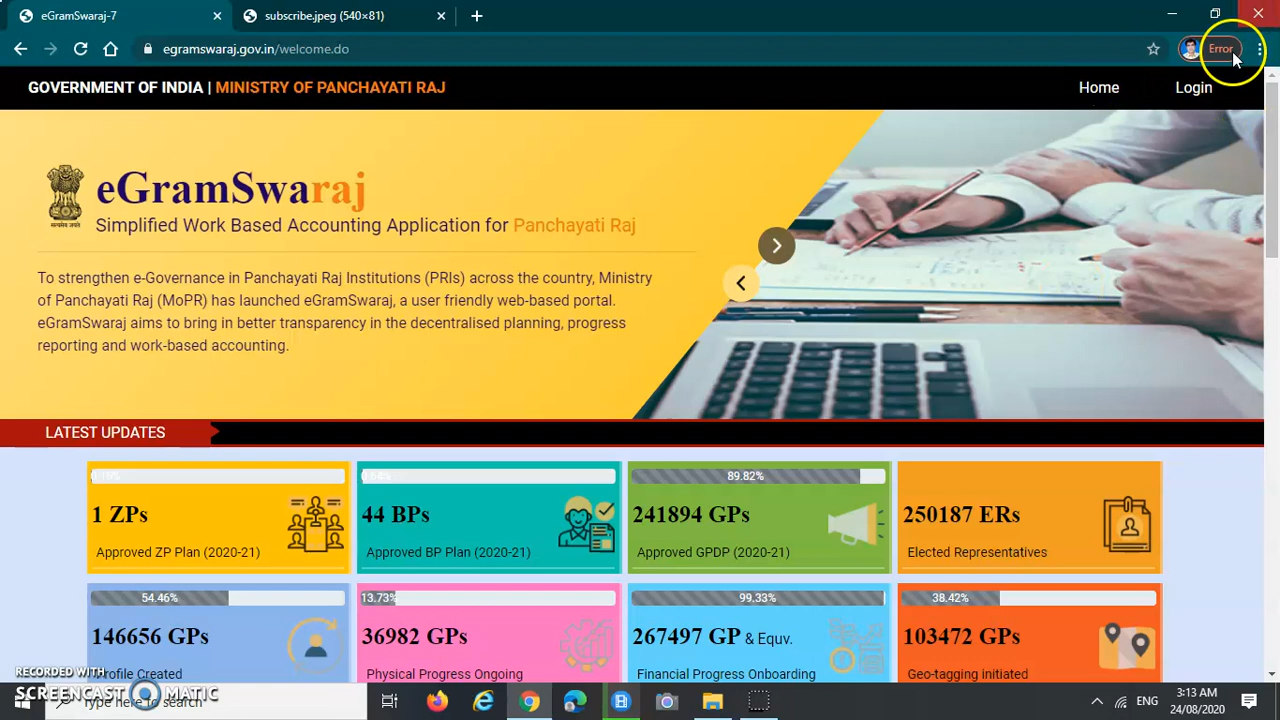 eGramSwaraj-7
subscribe.jpeg (540×81)
egramswaraj.gov.in/welcome.do
Error
GOVERNMENT OF INDIA | MINISTRY OF PANCHAYATI RAJ
Home
Login
eGramSwaraj
सत्यमेव जयते
Simplified Work Based Accounting Application for Panchayati Raj
To strengthen e-Governance in Panchayati Raj Institutions (PRIs) across the country, Ministry
of Panchayati Raj (MoPR) has launched eGramSwaraj, a user friendly web-based portal.
eGramSwaraj aims to bring in better transparency in the decentralised planning, progress
reporting and work-based accounting.
LATEST UPDATES
89.82%
1 ZPs
44 BPs
241894 GPs
250187 ERs
Approved ZP Plan (2020-21)
Approved BP Plan (2020-21)
Approved GPDP (2020-21)
Elected Representatives
54.46%
13.73%
99.33%
38.42%
146656 GPs
36982 GPs
267497 GP & Equv.
103472 GPs
Profile Created
Physical Progress Ongoing
Financial Progress Onboarding
Geo-tagging initiated
RECORDED WITH
SCREENCAST MATIC
Type here to search
ENG
3:13 AM
24/08/2020